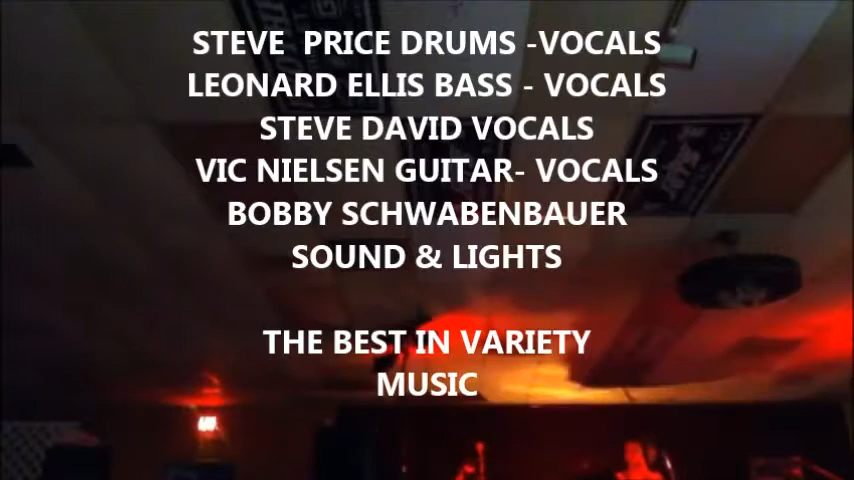 STEVE  PRICE DRUMS -VOCALS
LEONARD ELLIS BASS - VOCALS
STEVE DAVID VOCALS
VIC NIELSEN GUITAR- VOCALS
BOBBY SCHWABENBAUER
SOUND & LIGHTS
THE BEST IN VARIETY
MUSIC